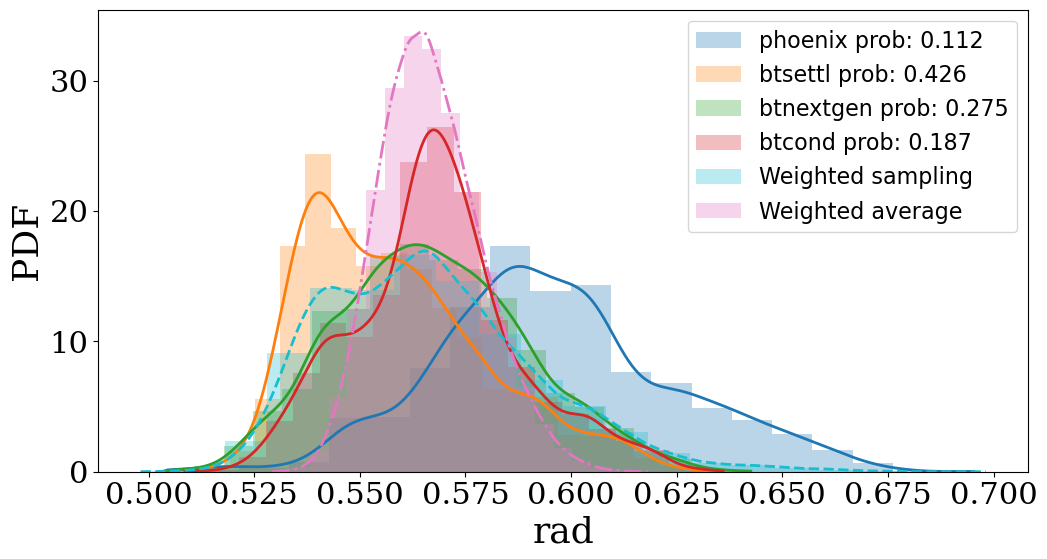 phoenix prob: 0.112
btsettl prob: 0.426
btnextgen prob: 0.275
btcond prob: 0.187
Weighted sampling
Weighted average
PDF
30
20
10
0
0.500 0.525 0.550 0.575 0.600 0.625 0.650 0.675 0.700
rad